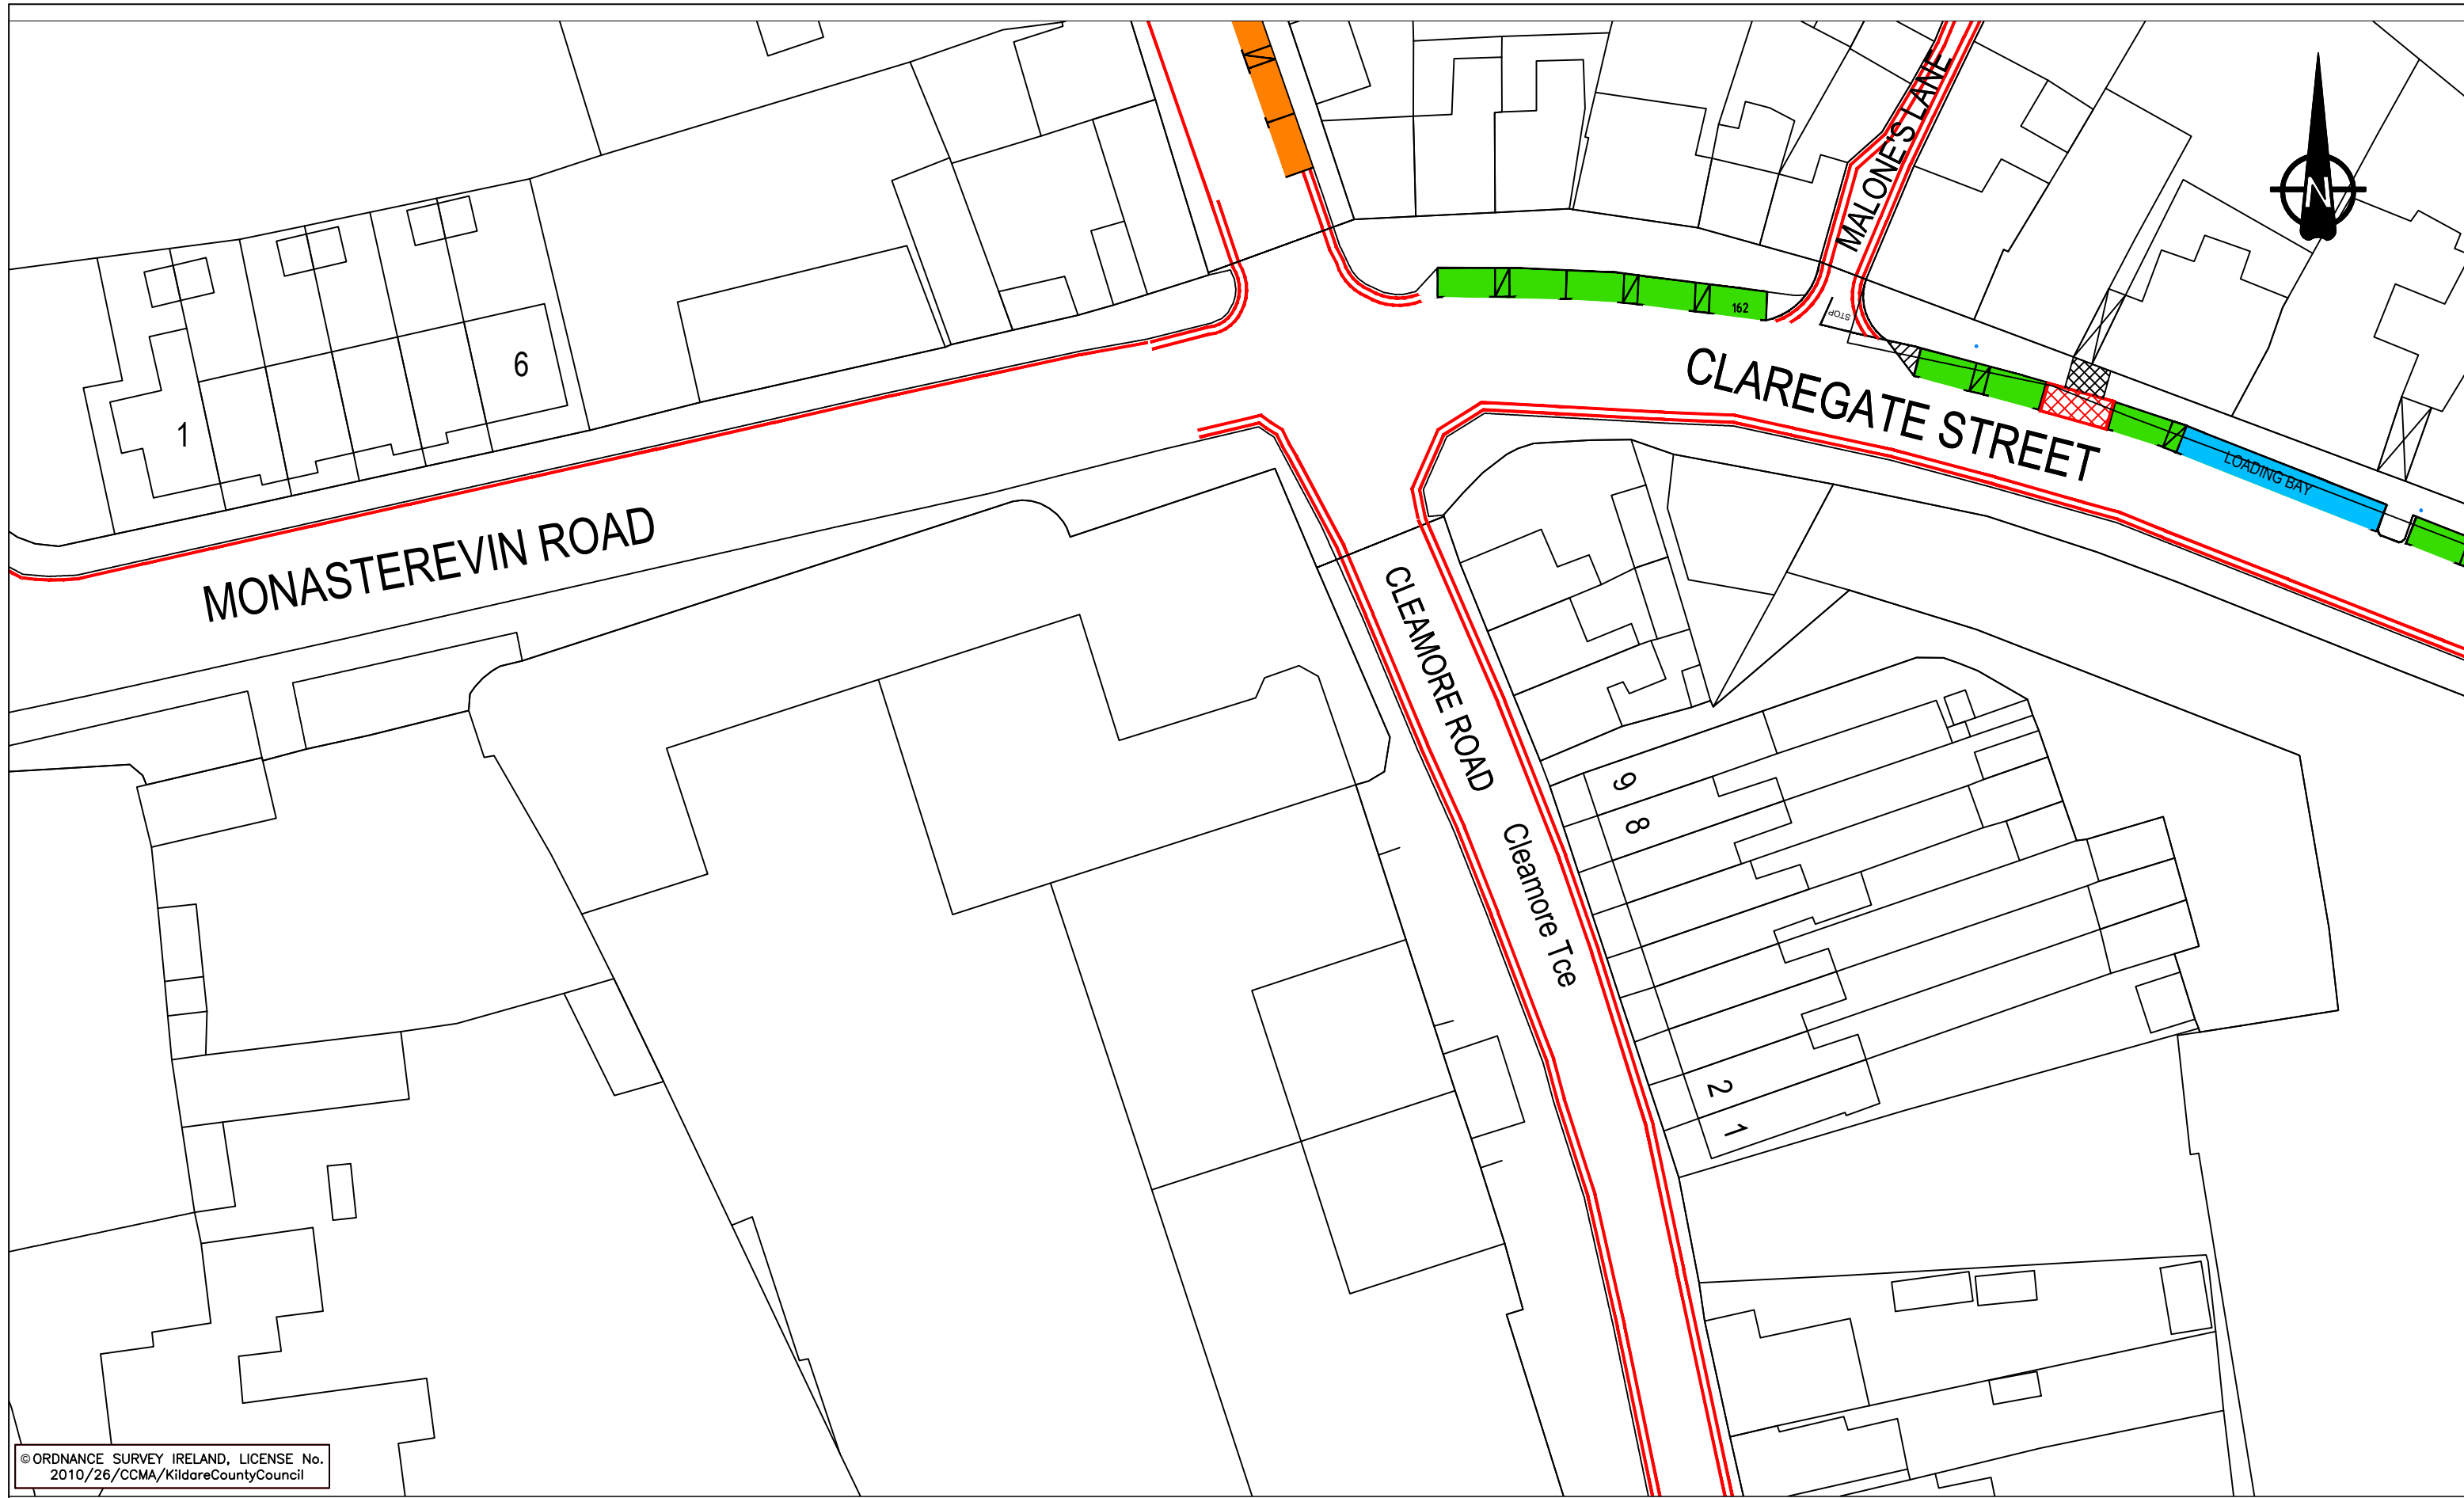 MALONE'S LANE
N
162
STOP
CLAREGATE STREET
LOADING BAY
6
1
MONASTEREVIN ROAD
CLEAMORE ROAD
Cleamore Tce
9
8
2
1
© ORDNANCE SURVEY IRELAND, LICENSE No.
2010/26/CCMA/KildareCountyCouncil